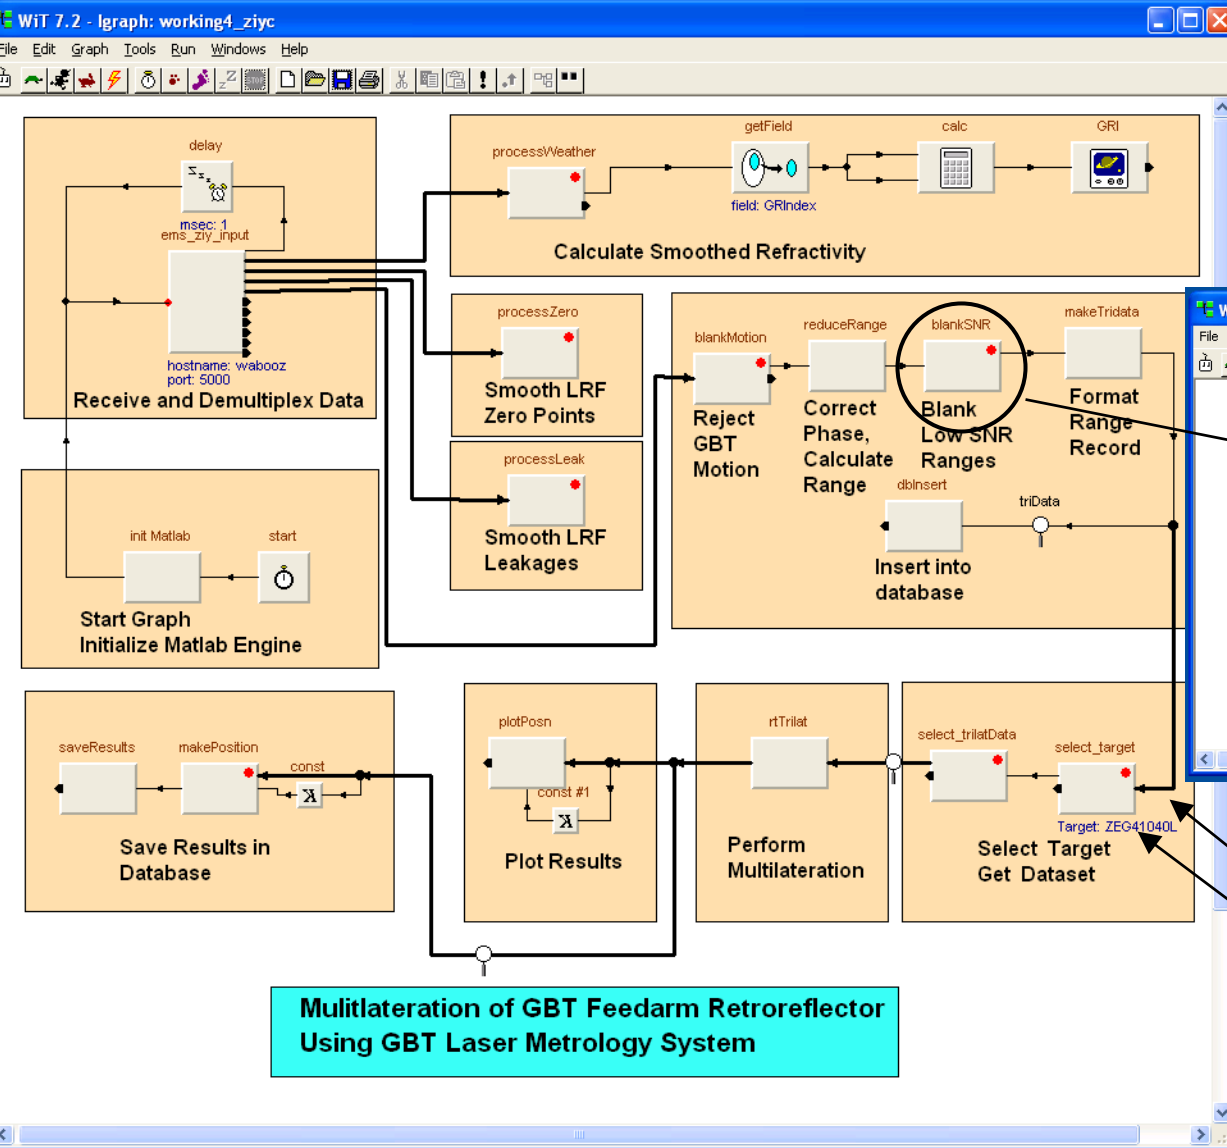 WiT 7.2 - Igraph: working4_ziyc
File Edit Graph Tools Run Windows Help
delay
msec: 1
ems_ziy_input
hostname: wabooz
port: 5000
Receive and Demultiplex Data
processWeather
getField
field: GRIndex
calc
GRI
Calculate Smoothed Refractivity
processZero
Smooth LRF
Zero Points
processLeak
Smooth LRF
Leakages
blankMotion
Reject
GBT
Motion
reduceRange
Correct
Phase,
Calculate
Range
blankSNR
Blank
Low SNR
Ranges
makeTridata
Format
Range
Record
dbInsert
Insert into
database
triData
File
init Matlab
start
Start Graph
Initialize Matlab Engine
saveResults
makePosition
const
K
Save Results in
Database
plotPosn
const #1
K
Plot Results
rtTrilat
Perform
Multilateration
select_trilatData
select_target
Target: ZEG41040L
Select Target
Get Dataset
Mulitlateration of GBT Feedarm Retroreflector
Using GBT Laser Metrology System